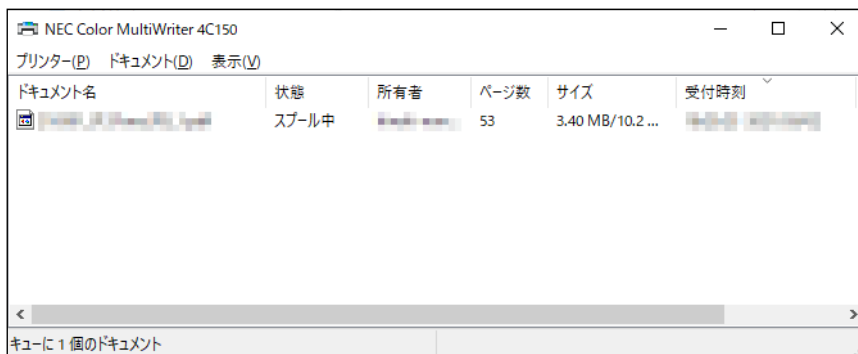 NEC Color MultiWriter 4C150
プリンター(P) ドキュメント(D) 表示(V)
ドキュメント名 状態 所有者 ページ数 サイズ 受付時刻
スプール中 53 3.40 MB/10.2 ...
キューに 1 個のドキュメント